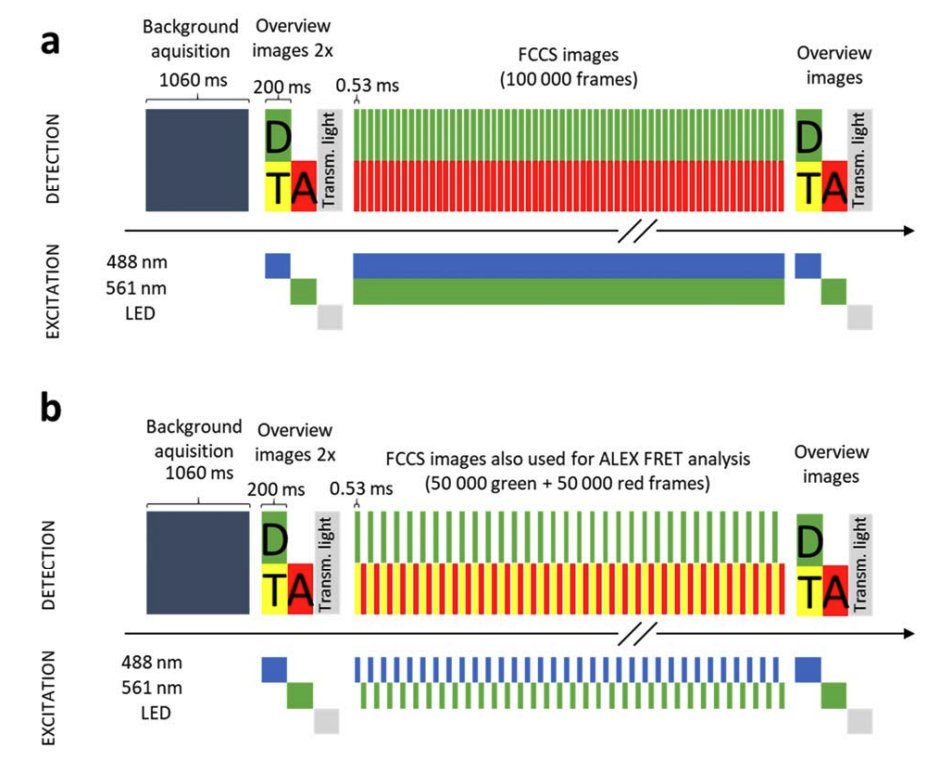 a
Background
aquisition
1060 ms
Overview
images 2x
200 ms
0.53 ms
FCCS images
(100 000 frames)
Overview
images
DETECTION
D
T A
Transm. light
D
T A
Transm. light
EXCITATION
488 nm
561 nm
LED
b
Background
aquisition
1060 ms
Overview
images 2x
200 ms
0.53 ms
FCCS images also used for ALEX FRET analysis
(50 000 green + 50 000 red frames)
Overview
images
DETECTION
D
T A
Transm. light
D
T A
Transm. light
EXCITATION
488 nm
561 nm
LED